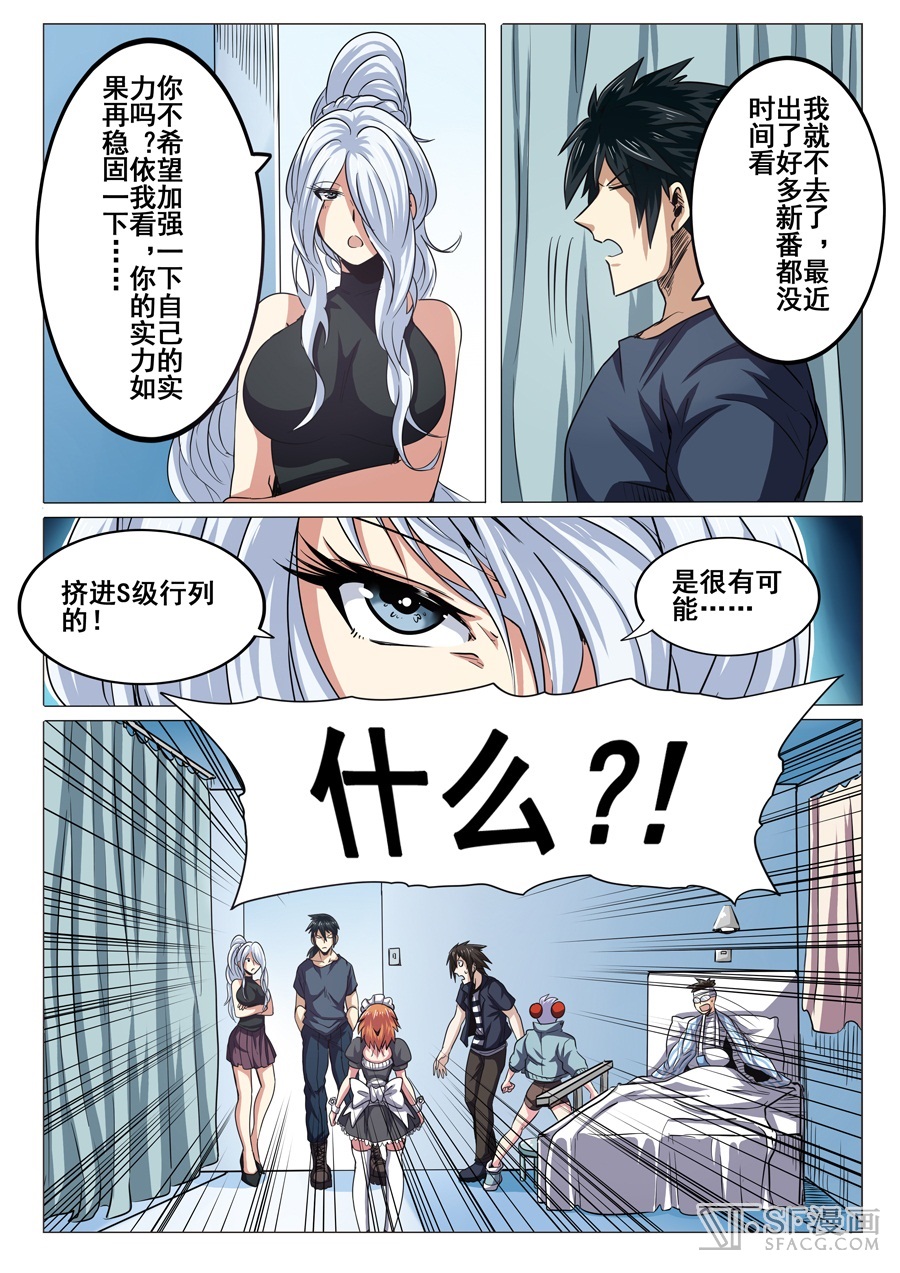 我就不去了，最近
出了好多新番都没
时间看
你不希望加强一下自己的实
力吗？依我看，你的实力如
果再稳固一下……
是很有可
能……
挤进S级行列
的！
什么?!
SF漫画
SFACG.COM